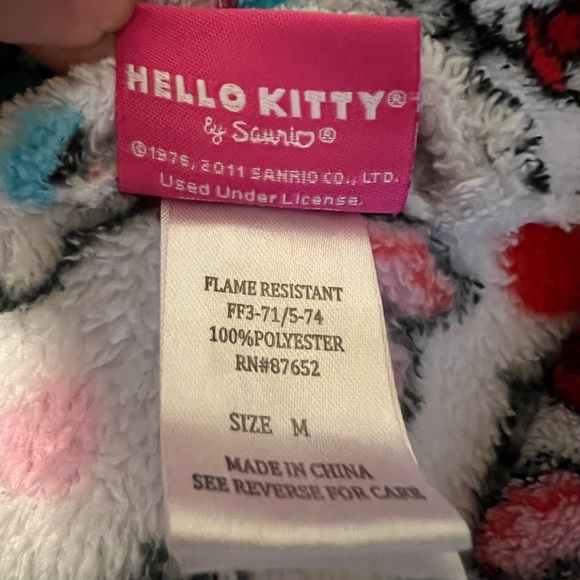 HELLO KITTY®
by Sanrio®
©1976, 2011 SANRIO CO., LTD.
Used Under License.
FLAME RESISTANT
FF3-71/5-74
100%POLYESTER
RN#87652
SIZE M
MADE IN CHINA
SEE REVERSE FOR CARE